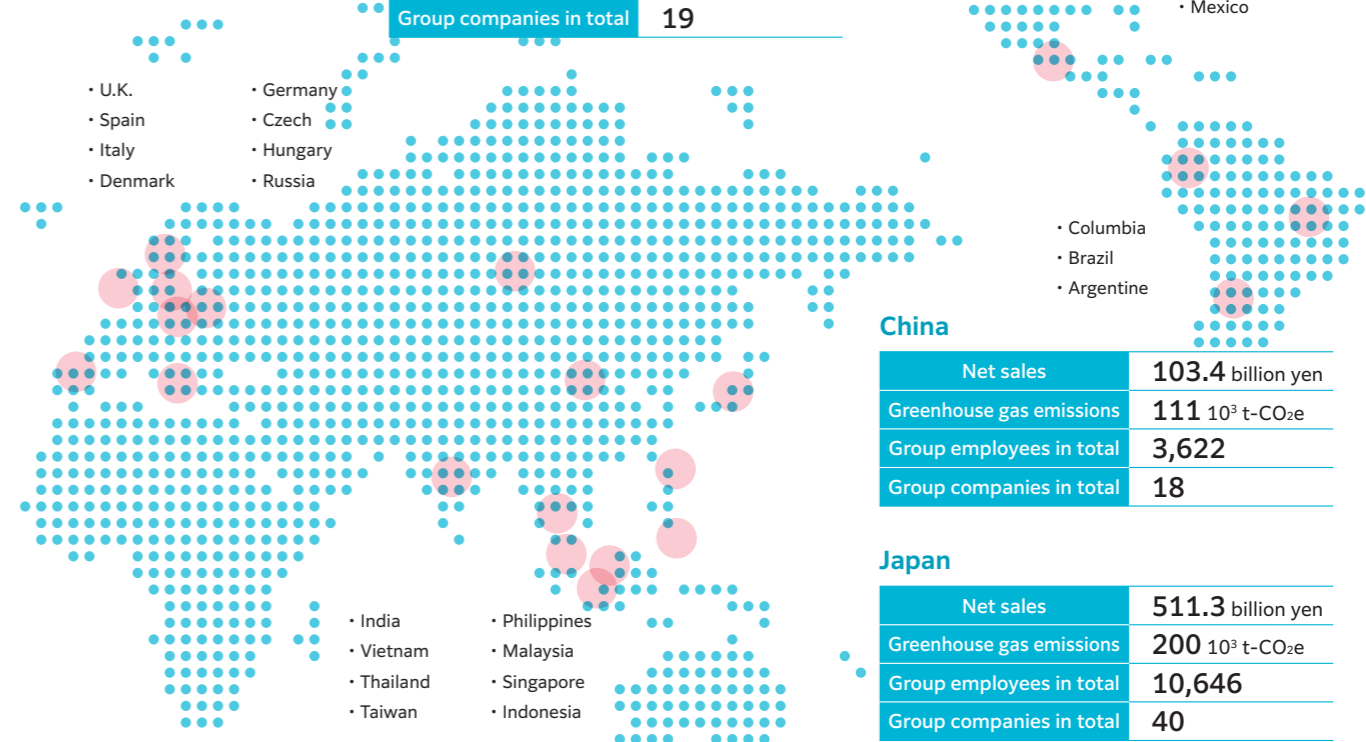 Group companies in total 19
・Mexico
・U.K.
・Spain
・Italy
・Denmark
・Germany
・Czech
・Hungary
・Russia
・Columbia
・Brazil
・Argentine
China
Net sales 103.4 billion yen
Greenhouse gas emissions 111 10³ t-CO₂e
Group employees in total 3,622
Group companies in total 18
Japan
Net sales 511.3 billion yen
Greenhouse gas emissions 200 10³ t-CO₂e
Group employees in total 10,646
Group companies in total 40
・India
・Vietnam
・Thailand
・Taiwan
・Philippines
・Malaysia
・Singapore
・Indonesia